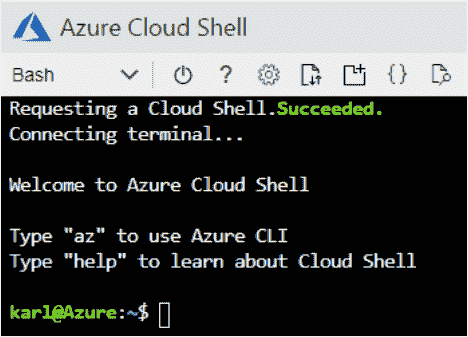 Azure Cloud Shell
Bash
?
{}
Requesting a Cloud Shell.Succeeded.
Connecting terminal...
Welcome to Azure Cloud Shell
Type "az" to use Azure CLI
Type "help" to learn about Cloud Shell
karl@Azure:~$